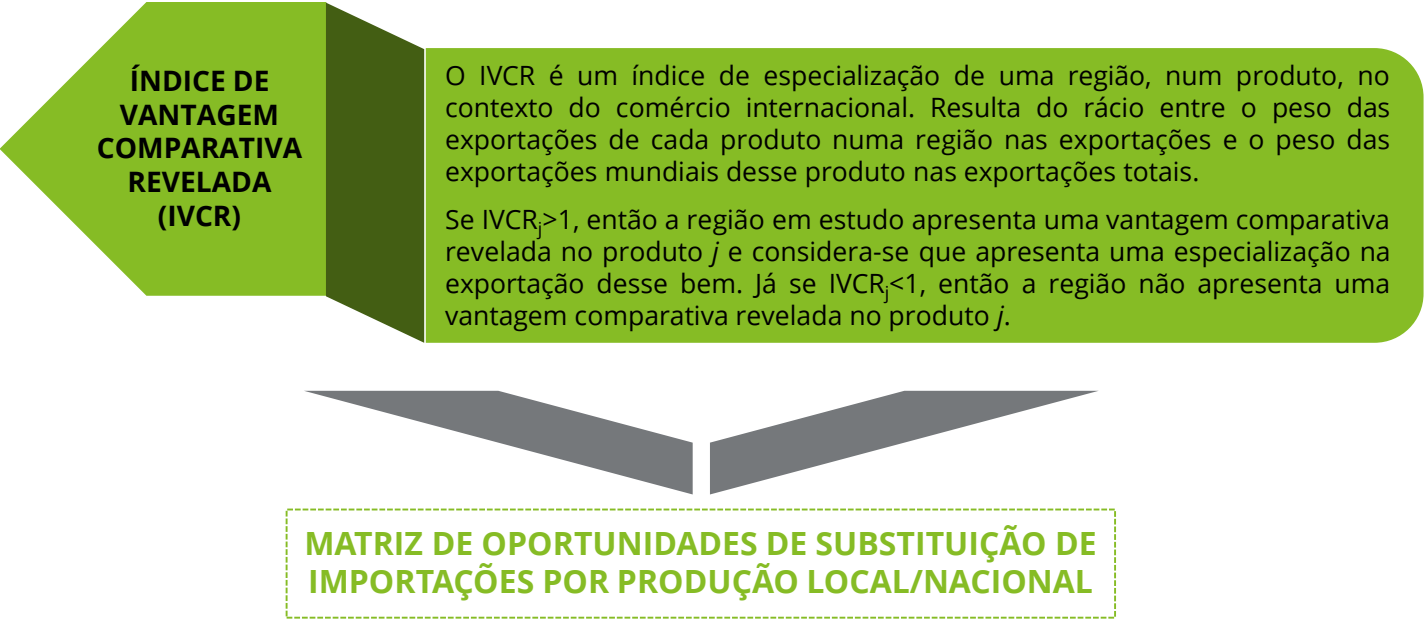 ÍNDICE DE
VANTAGEM
COMPARATIVA
REVELADA
(IVCR)
O IVCR é um índice de especialização de uma região, num produto, no
contexto do comércio internacional. Resulta do rácio entre o peso das
exportações de cada produto numa região nas exportações e o peso das
exportações mundiais desse produto nas exportações totais.
Se IVCRj>1, então a região em estudo apresenta uma vantagem comparativa
revelada no produto j e considera-se que apresenta uma especialização na
exportação desse bem. Já se IVCRj<1, então a região não apresenta uma
vantagem comparativa revelada no produto j.
MATRIZ DE OPORTUNIDADES DE SUBSTITUIÇÃO DE
IMPORTAÇÕES POR PRODUÇÃO LOCAL/NACIONAL